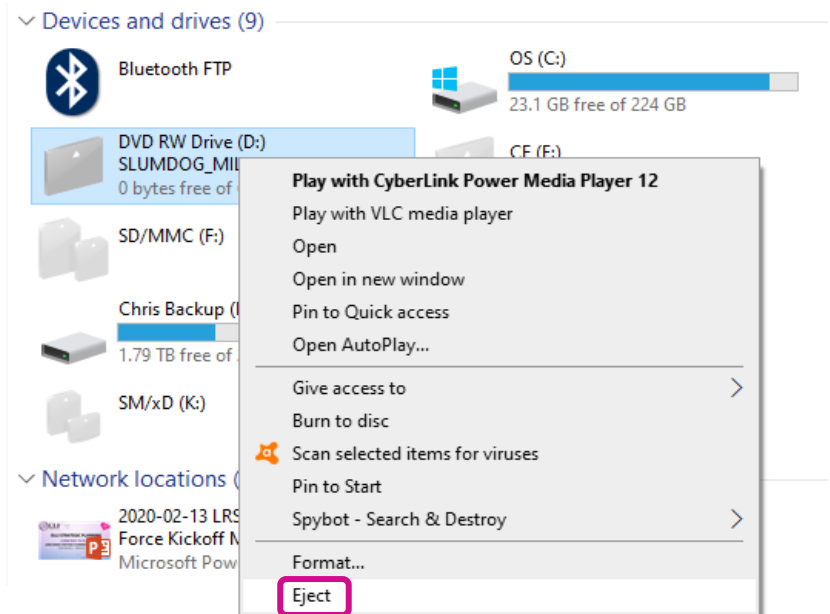 Devices and drives (9)
Bluetooth FTP
OS (C:)
23.1 GB free of 224 GB
DVD RW Drive (D:)
SLUMDOG_MIL
0 bytes free of
CF (E:)
SD/MMC (F:)
Chris Backup (
1.79 TB free of
SM/xD (K:)
Network locations (
2020-02-13 LRS
Force Kickoff
Microsoft Pow
Play with CyberLink Power Media Player 12
Play with VLC media player
Open
Open in new window
Pin to Quick access
Open AutoPlay...
Give access to
Burn to disc
Scan selected items for viruses
Pin to Start
Spybot - Search & Destroy
Format...
Eject